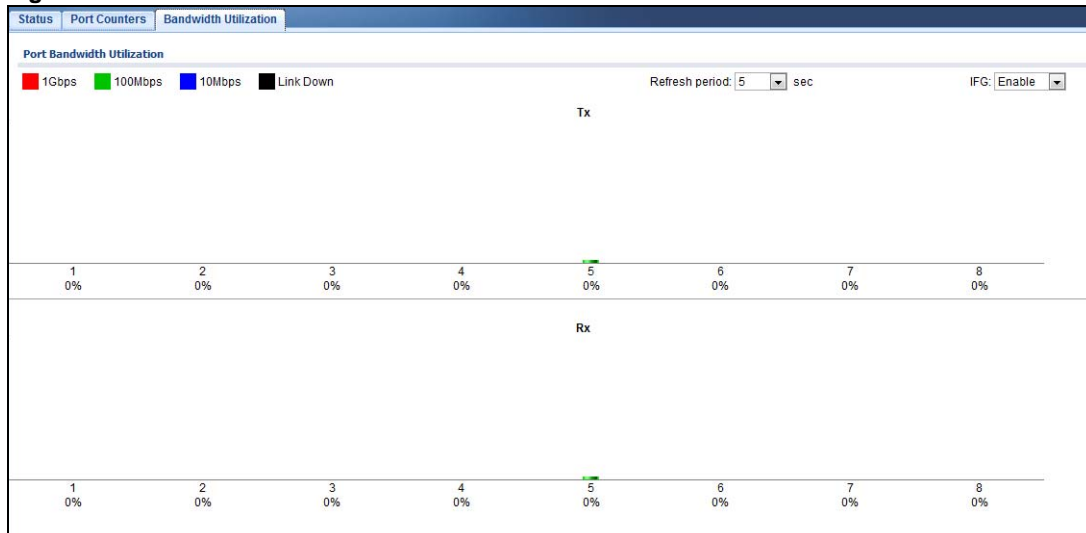 Status Port Counters Bandwidth Utilization
Port Bandwidth Utilization
1Gbps 100Mbps 10Mbps Link Down Refresh period: 5 sec IFG: Enable
Tx
1 2 3 4 5 6 7 8
0% 0% 0% 0% 0% 0% 0% 0%
Rx
1 2 3 4 5 6 7 8
0% 0% 0% 0% 0% 0% 0% 0%